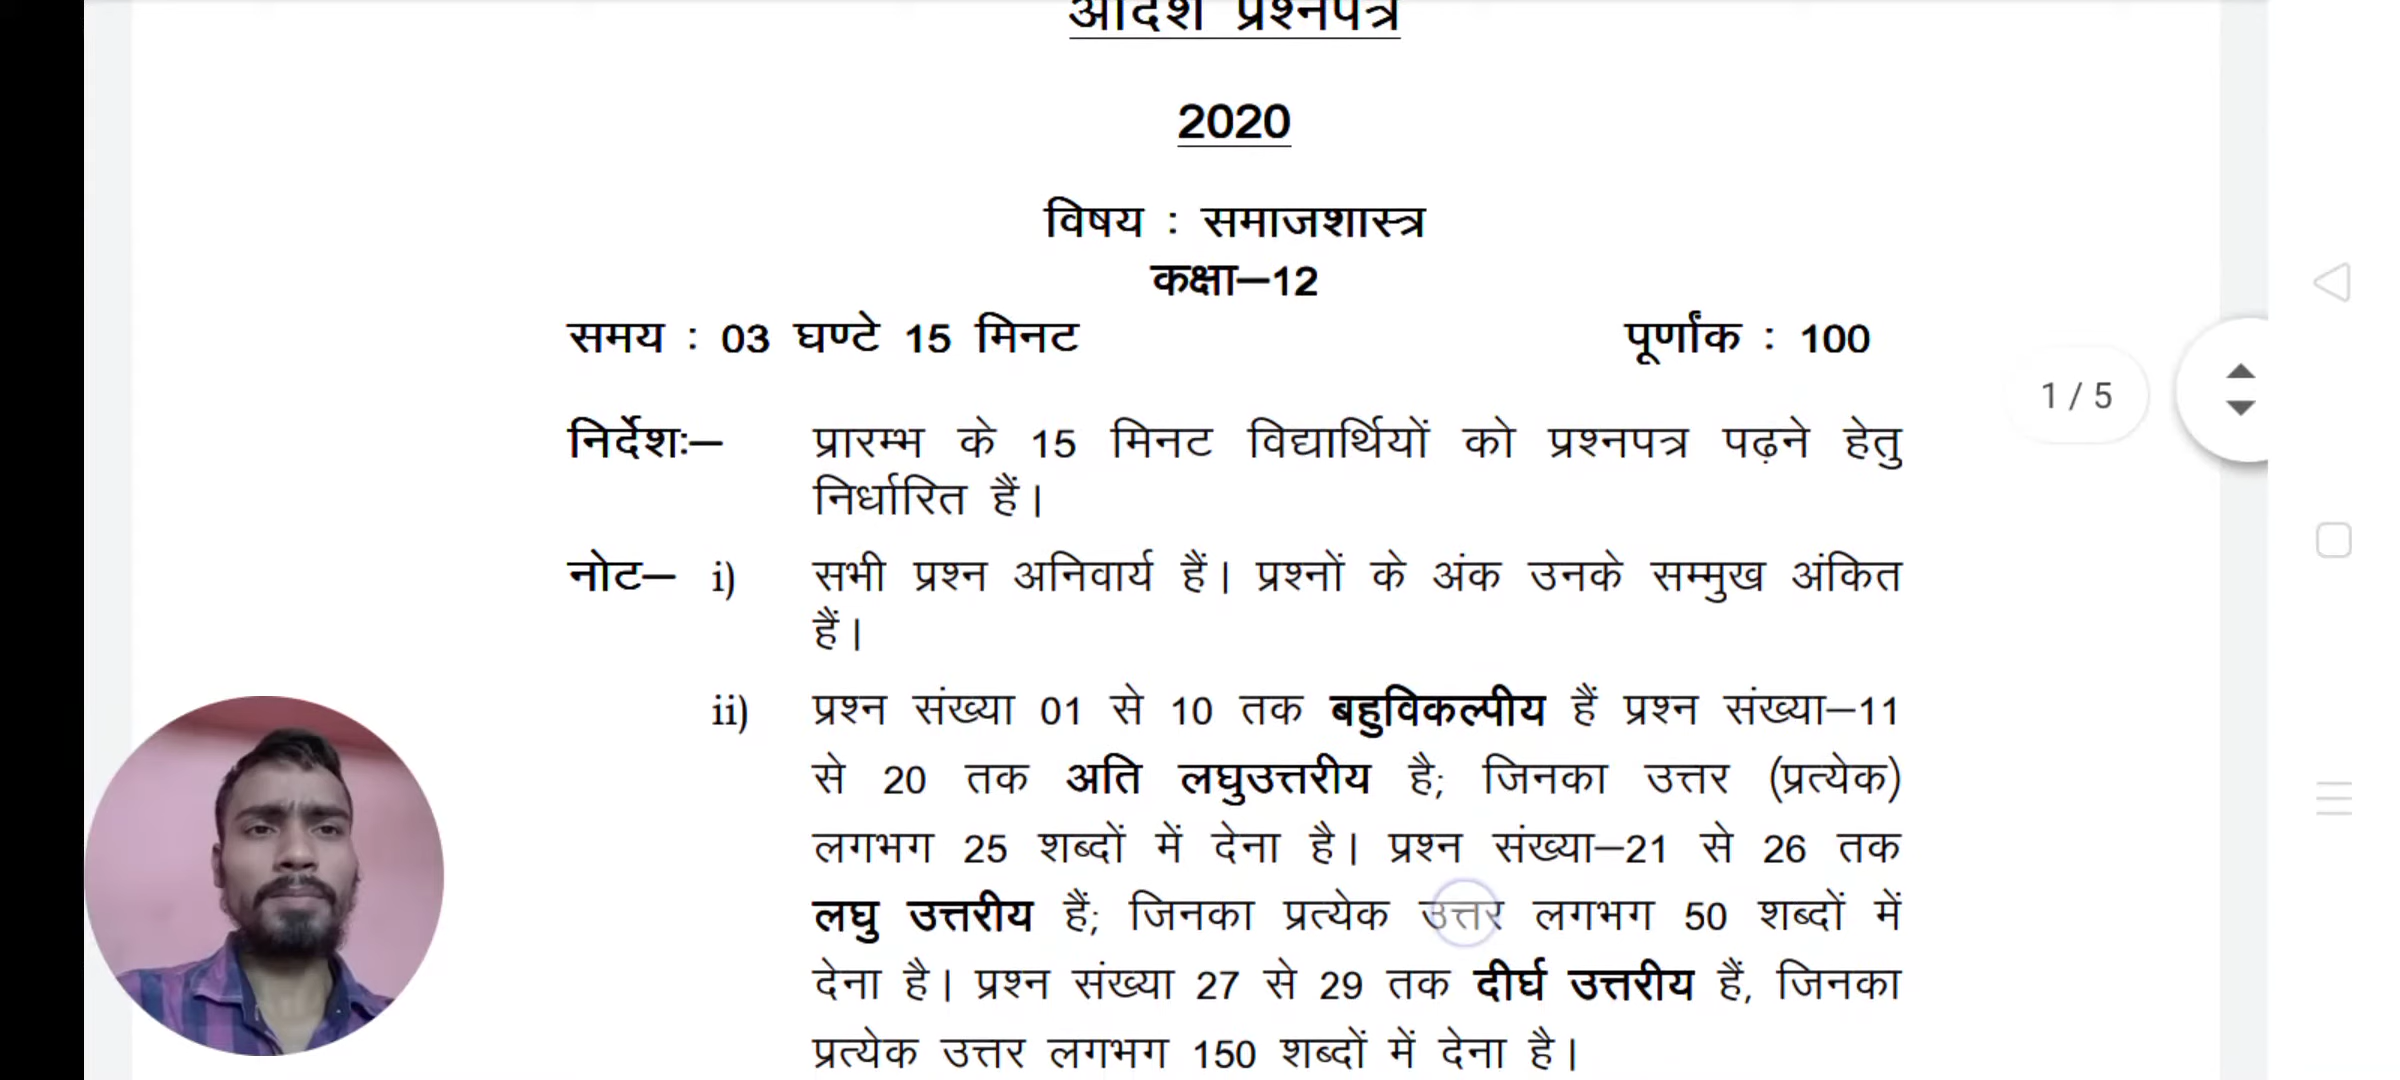 आदर्श प्रश्नपत्र
2020
विषय : समाजशास्त्र
कक्षा—12
समय : 03 घण्टे 15 मिनट पूर्णांक : 100
1 / 5
निर्देशः— प्रारम्भ के 15 मिनट विद्यार्थियों को प्रश्नपत्र पढ़ने हेतु
निर्धारित हैं।
नोट— i) सभी प्रश्न अनिवार्य हैं। प्रश्नों के अंक उनके सम्मुख अंकित
हैं।
ii) प्रश्न संख्या 01 से 10 तक बहुविकल्पीय हैं प्रश्न संख्या—11
से 20 तक अति लघुउत्तरीय है; जिनका उत्तर (प्रत्येक)
लगभग 25 शब्दों में देना है। प्रश्न संख्या—21 से 26 तक
लघु उत्तरीय हैं; जिनका प्रत्येक उत्तर लगभग 50 शब्दों में
देना है। प्रश्न संख्या 27 से 29 तक दीर्घ उत्तरीय हैं, जिनका
प्रत्येक उत्तर लगभग 150 शब्दों में देना है।